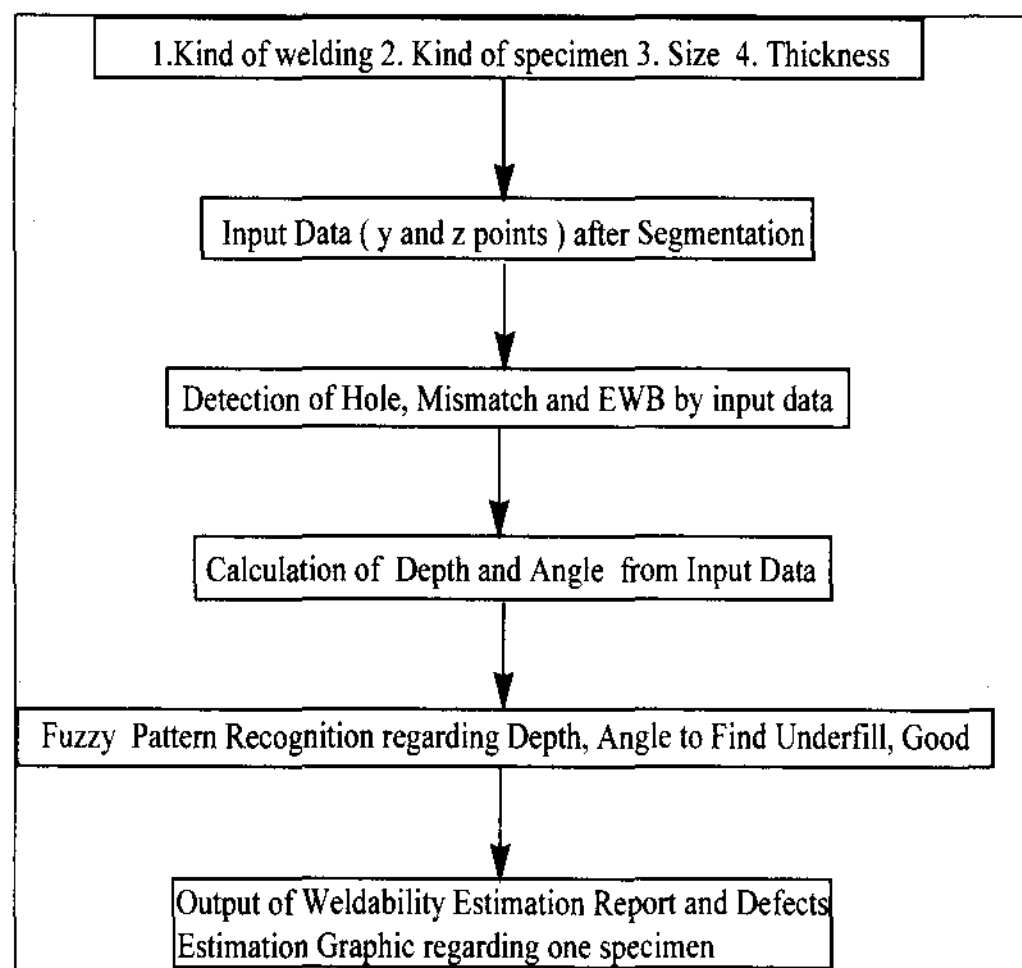 1.Kind of welding 2. Kind of specimen 3. Size 4. Thickness
Input Data ( y and z points ) after Segmentation
Detection of Hole, Mismatch and EWB by input data
Calculation of Depth and Angle from Input Data
Fuzzy Pattern Recognition regarding Depth, Angle to Find Underfill, Good
Output of Weldability Estimation Report and Defects
Estimation Graphic regarding one specimen